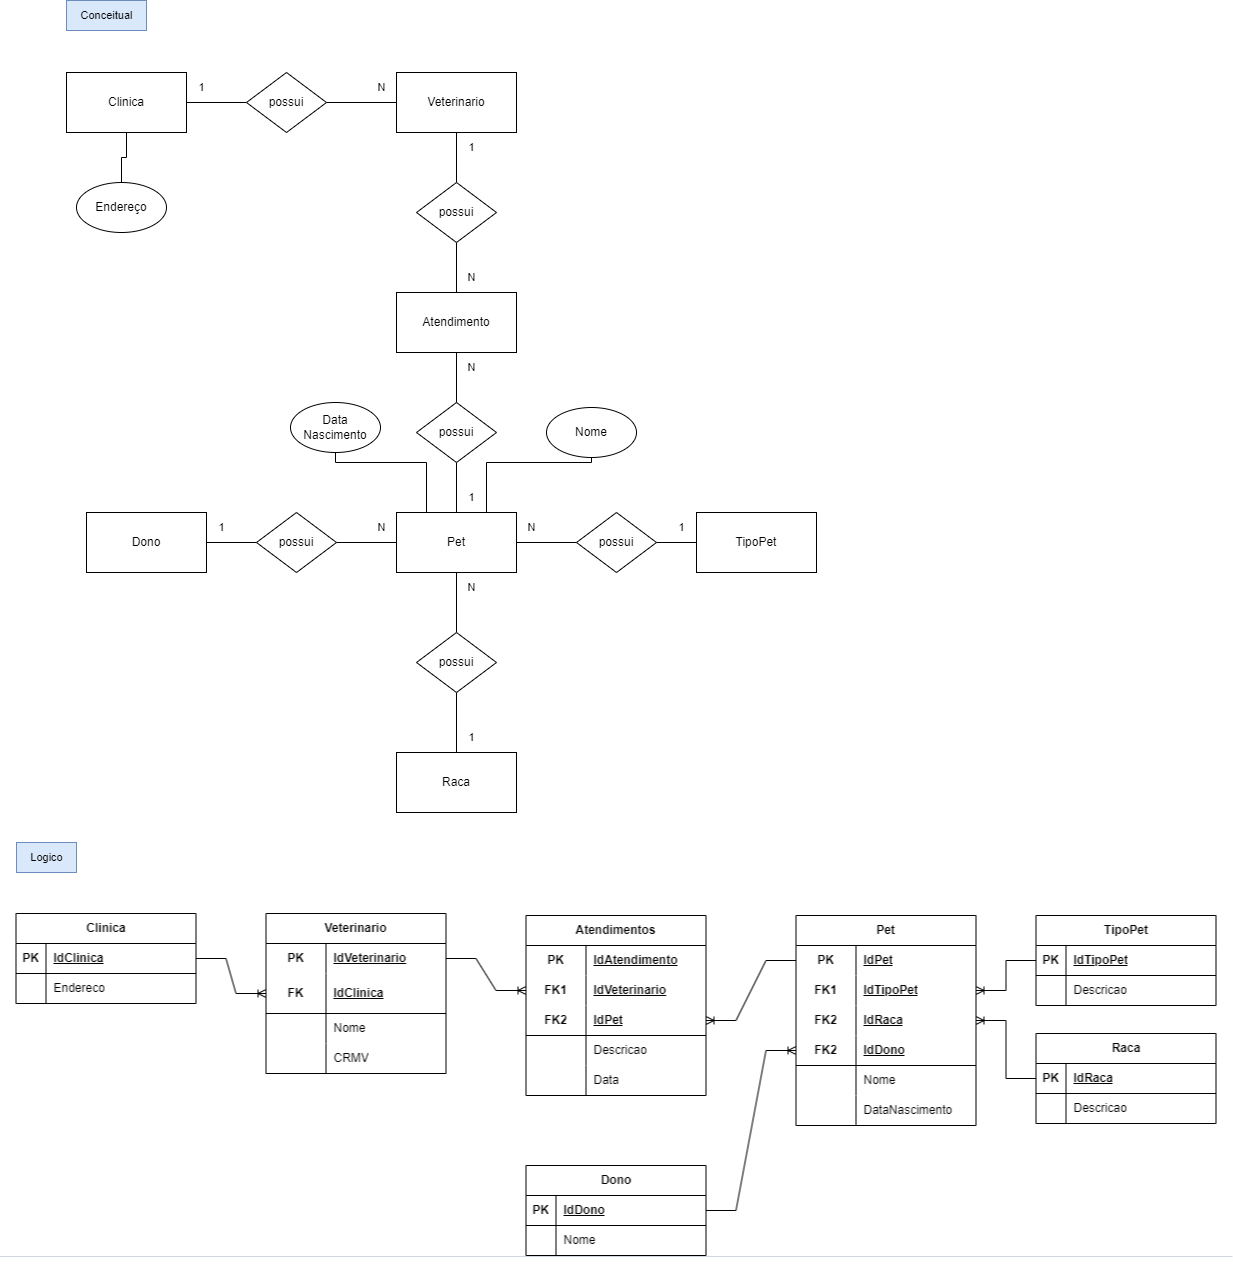 Conceitual
Clinica
1
possui
N
Veterinario
Endereço
1
possui
N
Atendimento
N
Data
Nascimento
possui
Nome
1
Dono
1
possui
N
Pet
N
possui
1
TipoPet
N
possui
1
Raca
Logico
Clinica
PK IdClinica
Endereco
Veterinario
PK IdVeterinario
FK IdClinica
Nome
CRMV
Atendimentos
PK IdAtendimento
FK1 IdVeterinario
FK2 IdPet
Descricao
Data
Pet
PK IdPet
FK1 IdTipoPet
FK2 IdRaca
FK2 IdDono
Nome
DataNascimento
TipoPet
PK IdTipoPet
Descricao
Raca
PK IdRaca
Descricao
Dono
PK IdDono
Nome